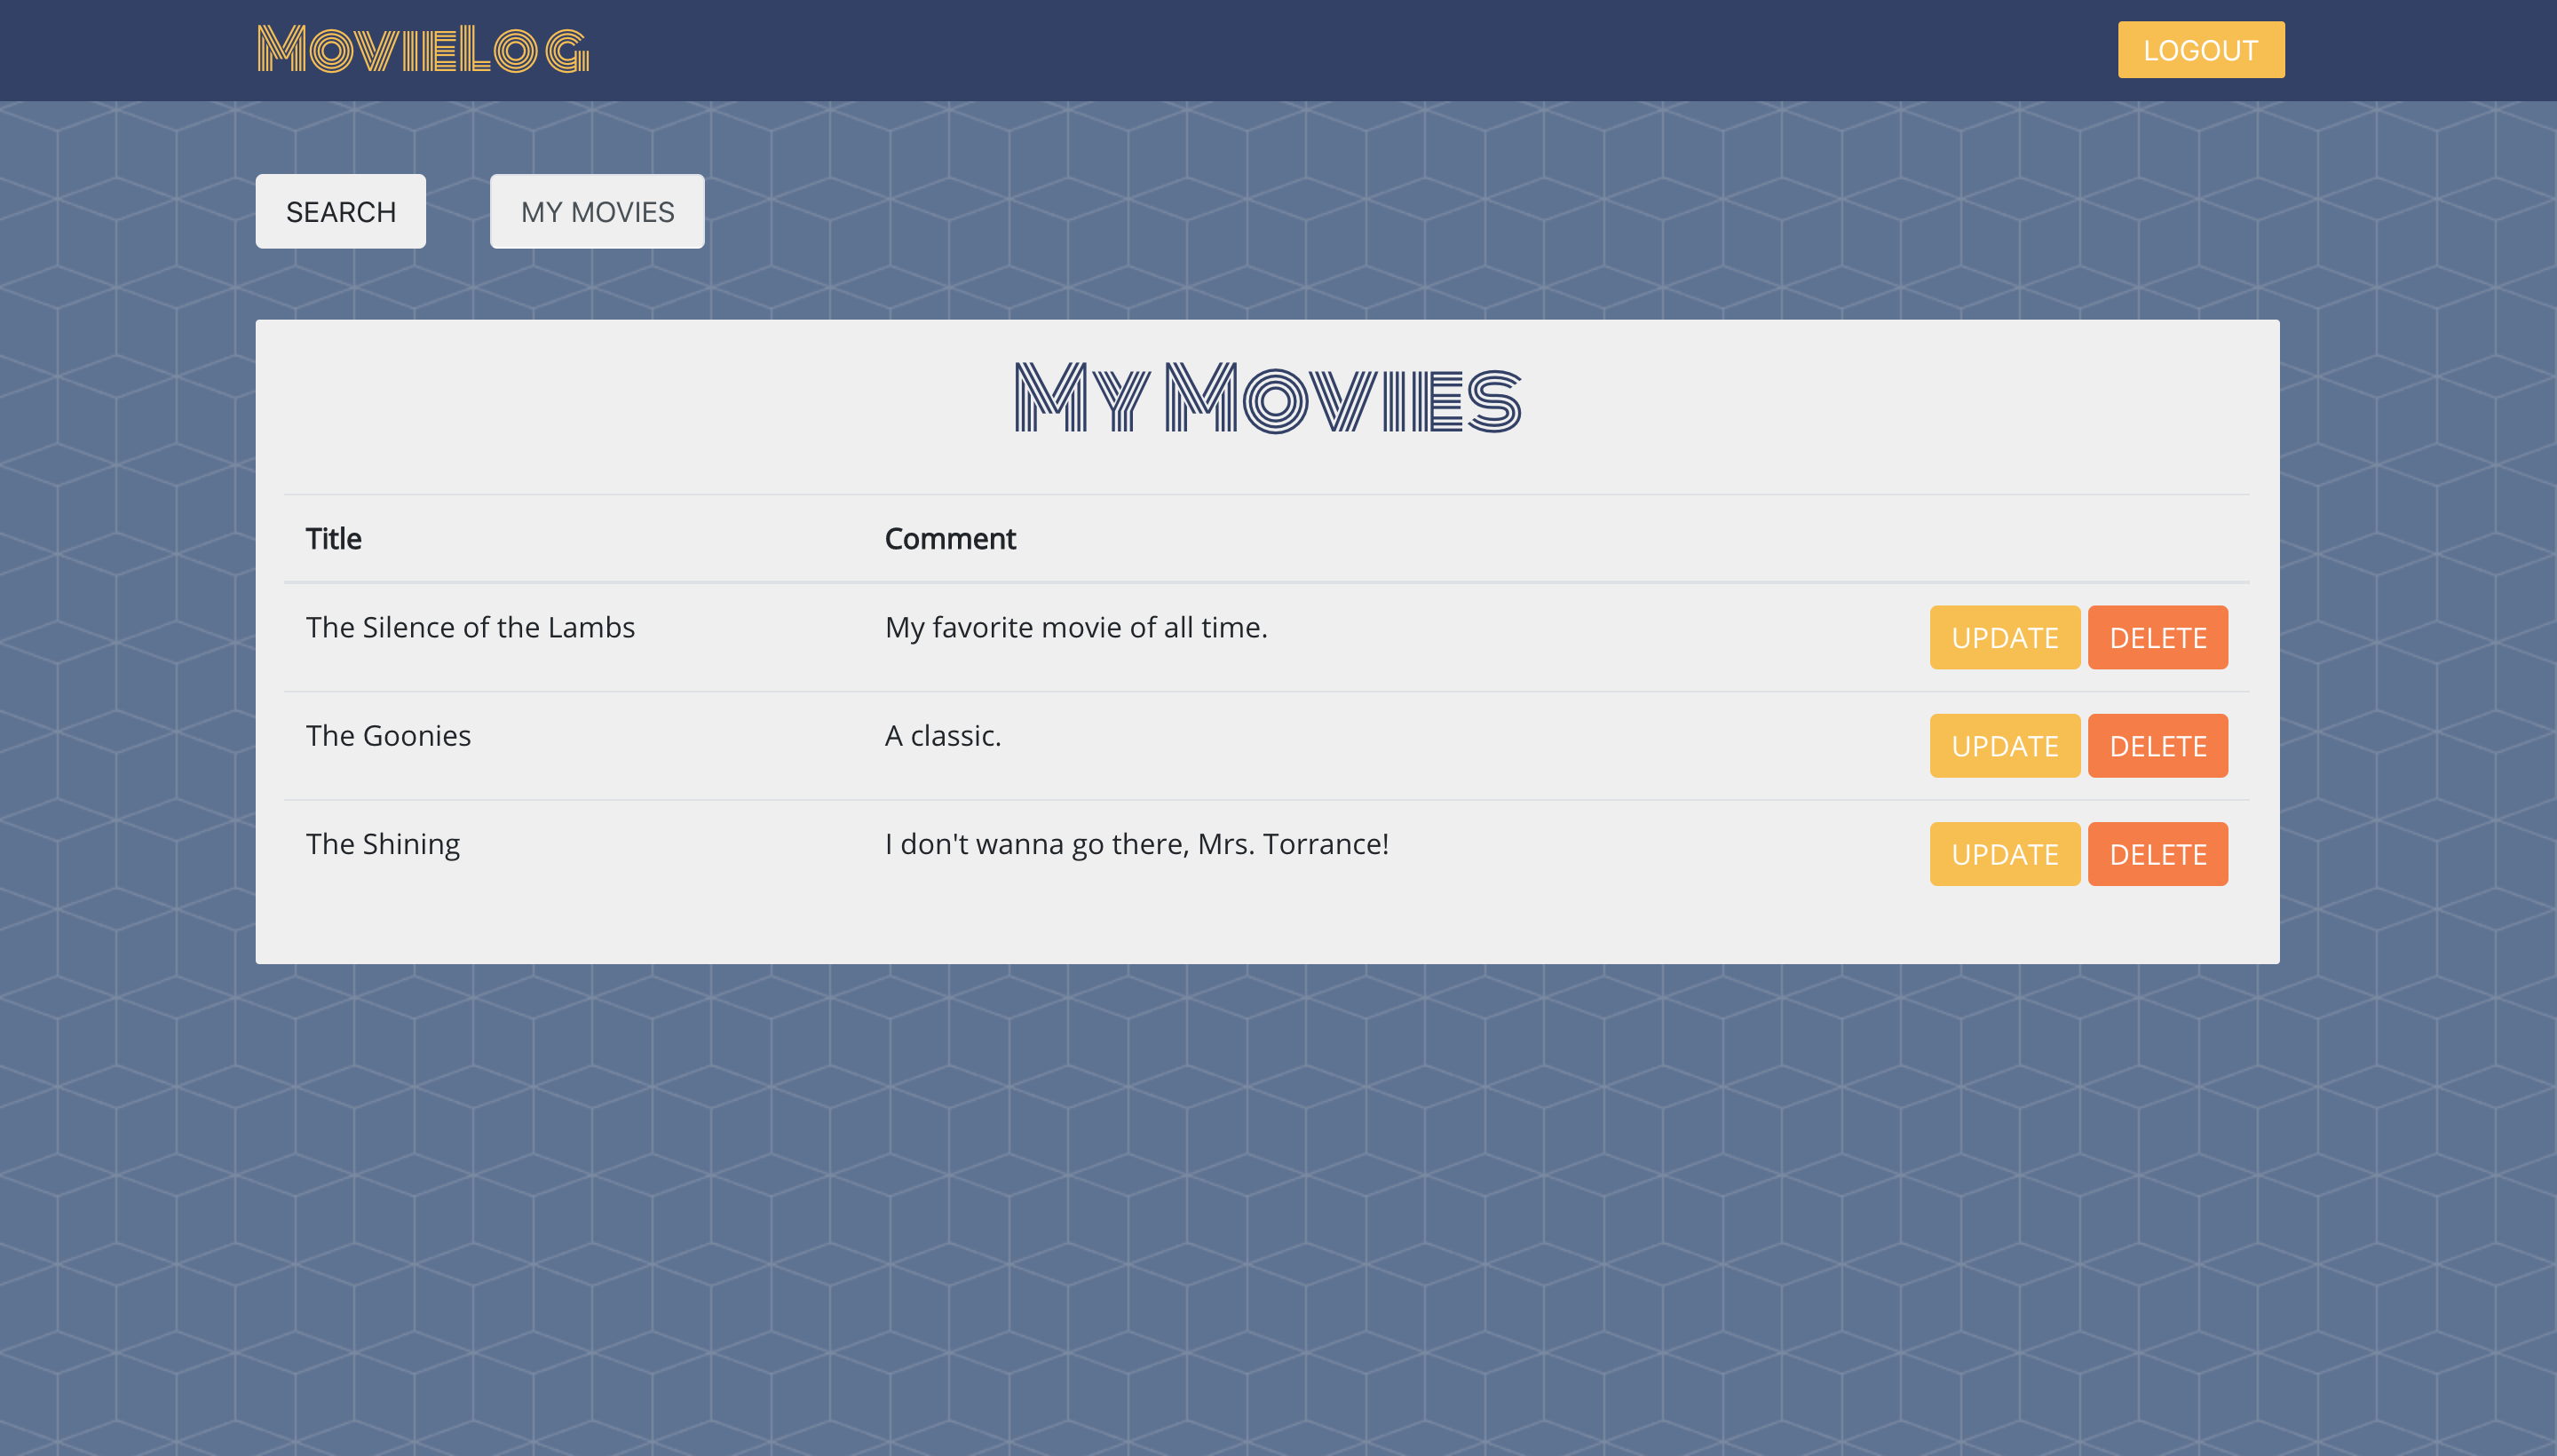 MovieLog
LOGOUT
SEARCH
MY MOVIES
My Movies
Title Comment
The Silence of the Lambs My favorite movie of all time. UPDATE DELETE
The Goonies A classic. UPDATE DELETE
The Shining I don't wanna go there, Mrs. Torrance! UPDATE DELETE